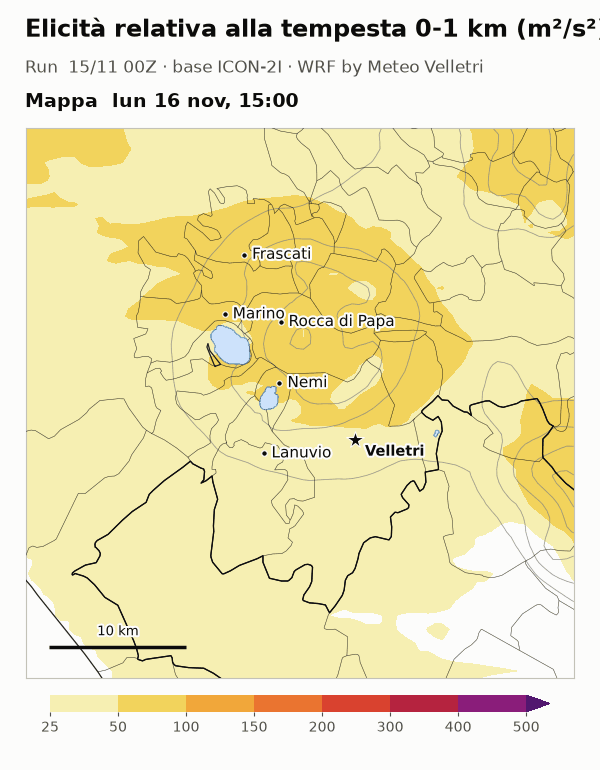 Elicità relativa alla tempesta 0-1 km (m²/s²)
Run 15/11 00Z · base ICON-2I · WRF by Meteo Velletri
Mappa lun 16 nov, 15:00
Frascati
Marino
Rocca di Papa
Nemi
Velletri
Lanuvio
10 km
25 50 100 150 200 300 400 500